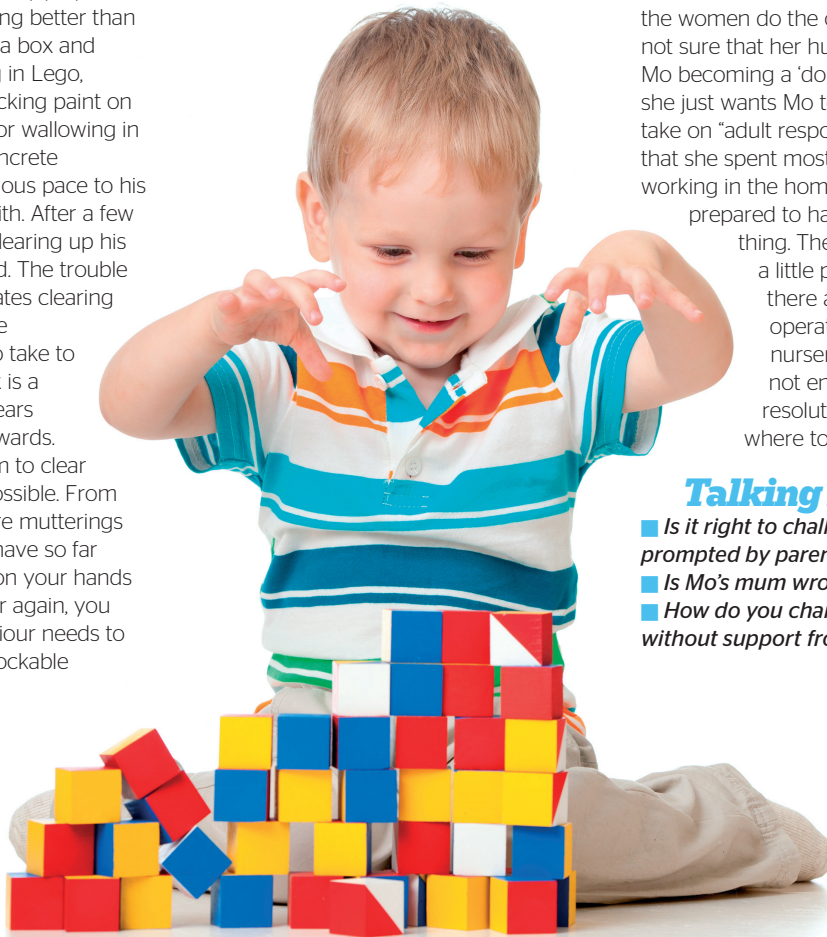 ng better than
a box and
g in Lego,
cking paint on
or wallowing in
ncrete
ious pace to his
ith. After a few
learing up his
d. The trouble
ates clearing
e
o take to
k is a
ears
wards.
n to clear
ossible. From
re mutterings
have so far
on your hands
r again, you
iour needs to
ockable
the women do the c
not sure that her hu
Mo becoming a ‘do
she just wants Mo t
take on “adult respo
that she spent most
working in the hom
prepared to ha
thing. The
a little p
there a
operat
nurser
not en
resolut
where to
Talking
■ Is it right to chall
prompted by paren
■ Is Mo’s mum wro
■ How do you chal
without support fro